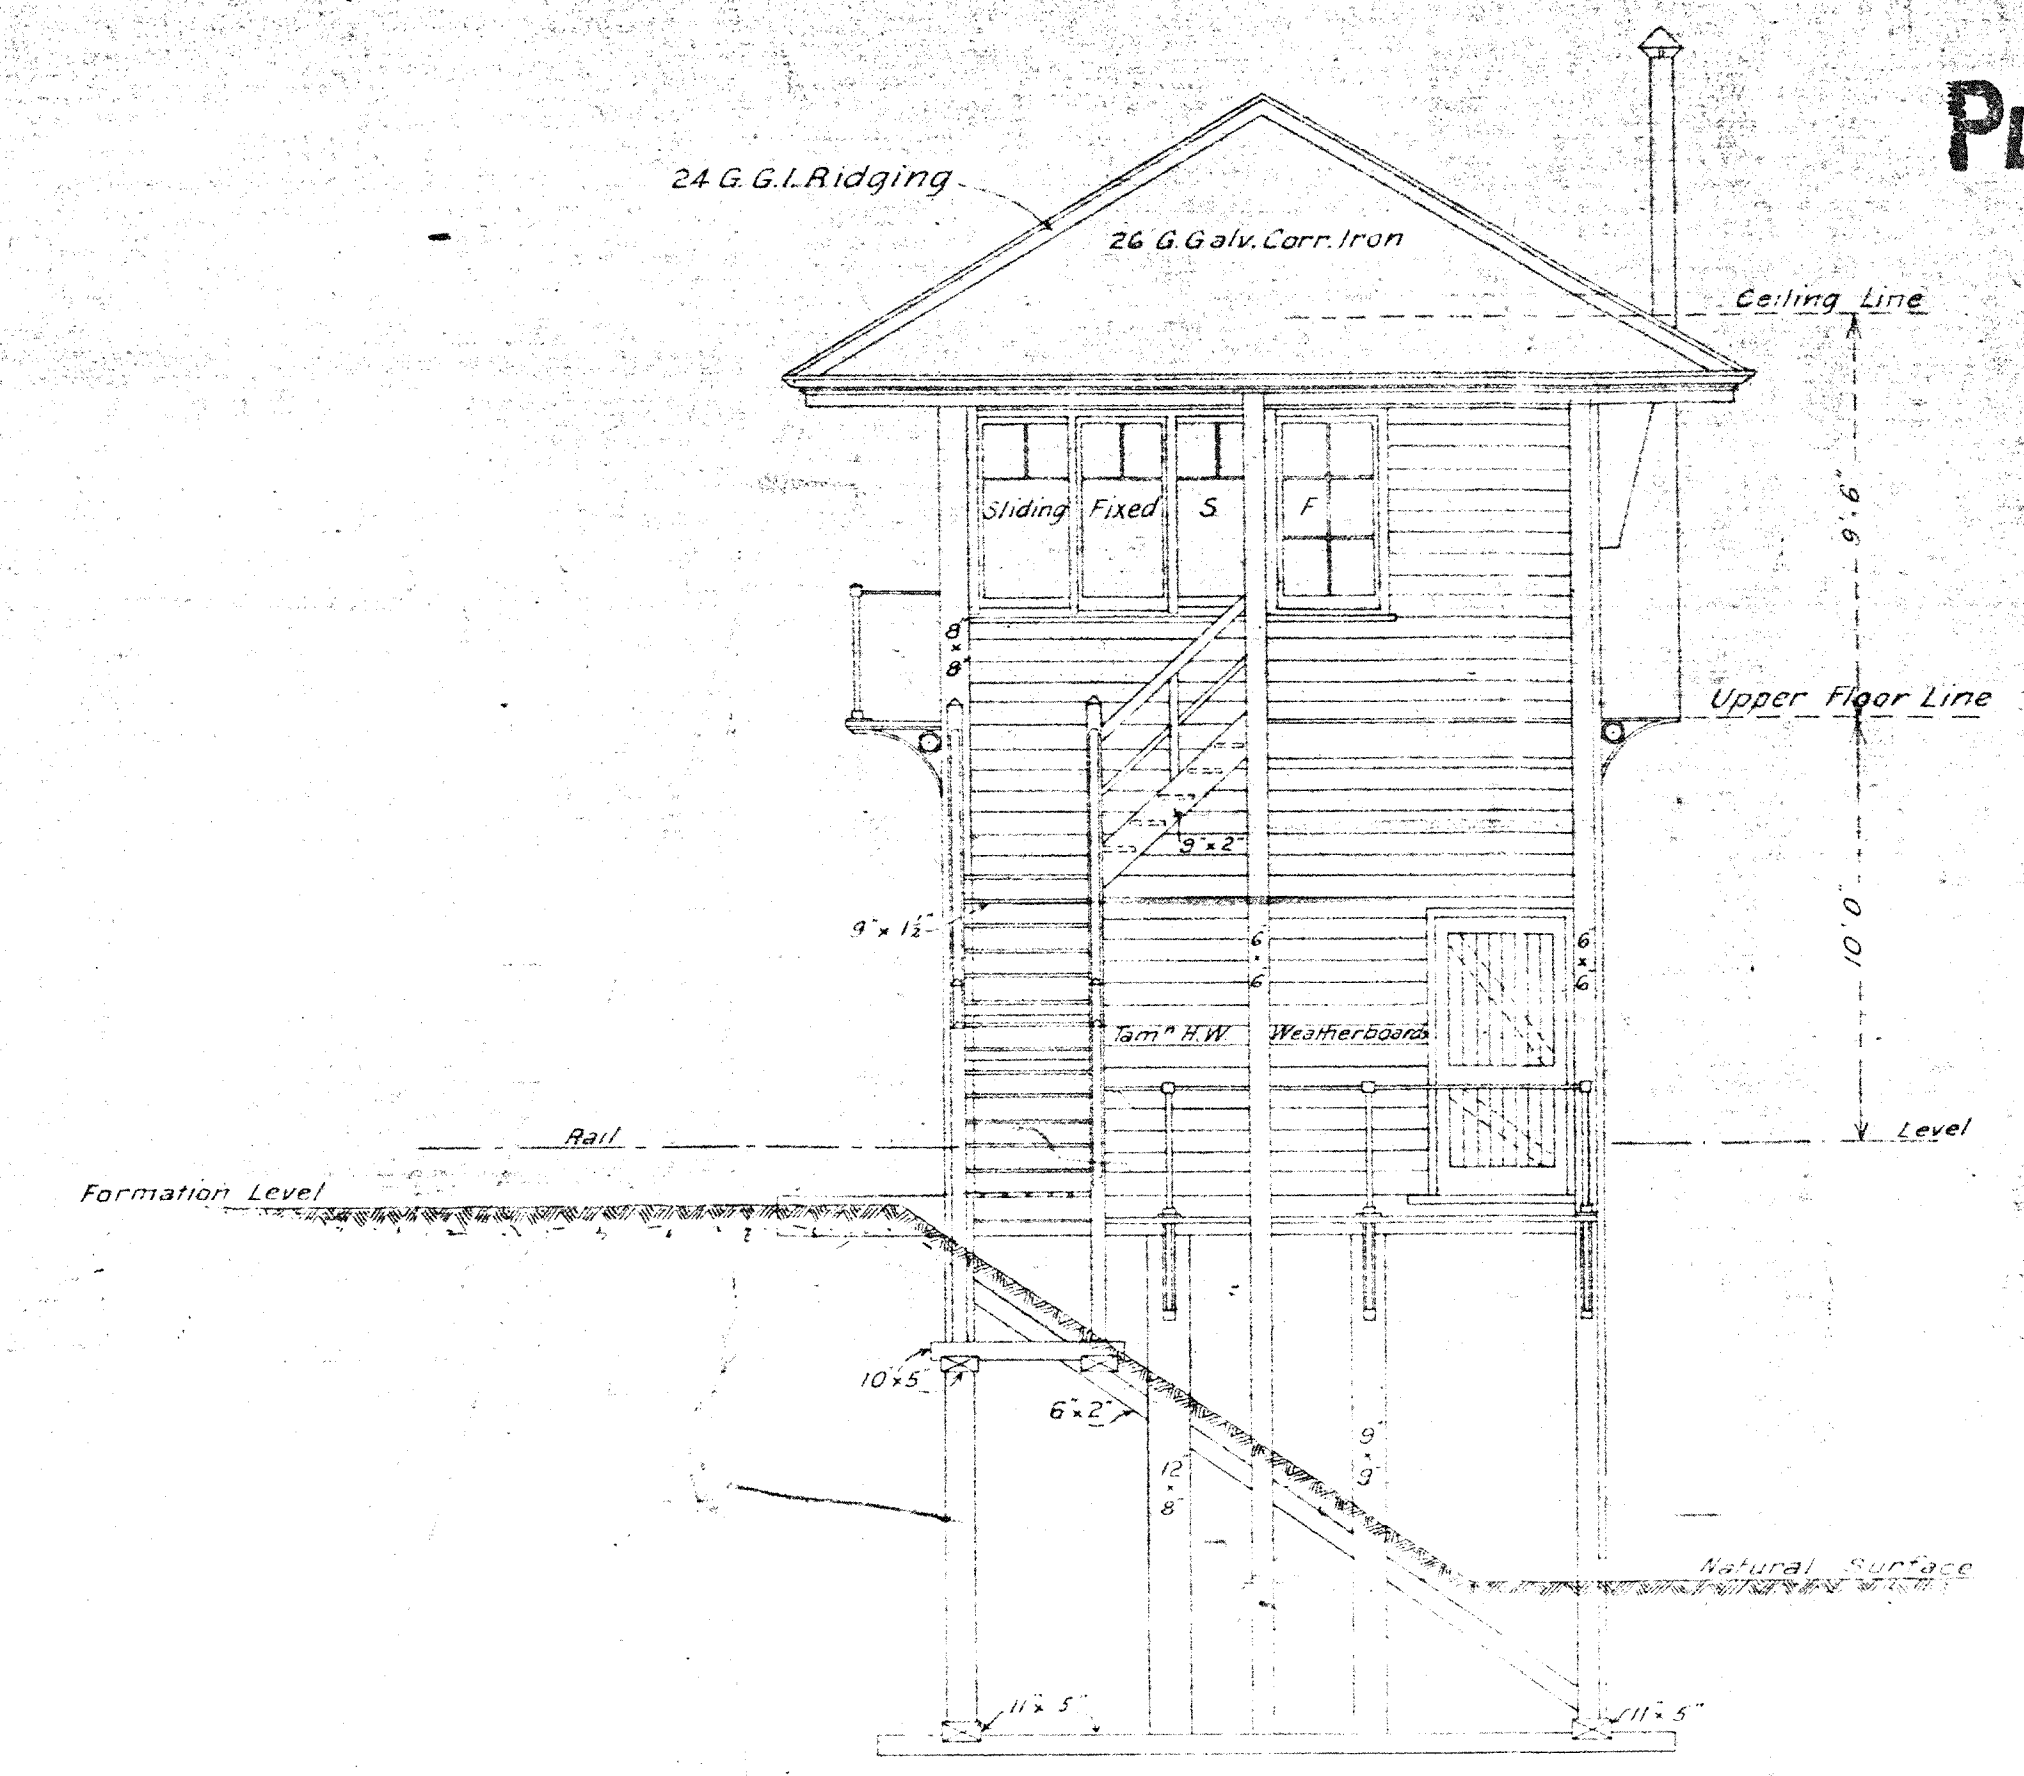 24 G. G. I. Ridging
26 G. Galv. Corr. Iron
Ceiling Line
9' 6"
Sliding Fixed S F
8" × 8"
Upper Floor Line
9" × 2"
9" × 1½"
10' 0"
6 × 6
6 × 6
Tasmn H.W. Weatherboards
Rail Level
Formation Level
10" × 5"
6" × 2"
12" × 8"
9" × 9"
Natural Surface
11" × 5"
11" × 5"